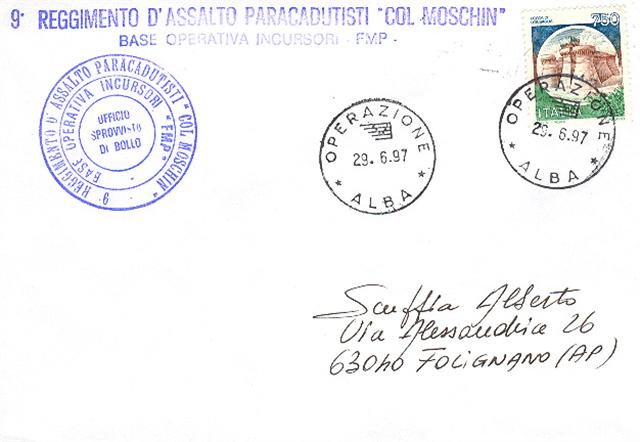 9° REGGIMENTO D'ASSALTO PARACADUTISTI "COL MOSCHIN"
BASE OPERATIVA INCURSORI - FMP -
9° REGGIMENTO D'ASSALTO PARACADUTISTI "COL MOSCHIN"
BASE OPERATIVA INCURSORI "FMP"
UFFICIO
SPROVVISTO
DI BOLLO
OPERAZIONE
29. 6.97
* ALBA *
750
ITALIA
OPERAZIONE
29. 6.97
* ALBA *
Scuffia Alberto
Via Alessandria 26
63040 FOLIGNANO (AP)